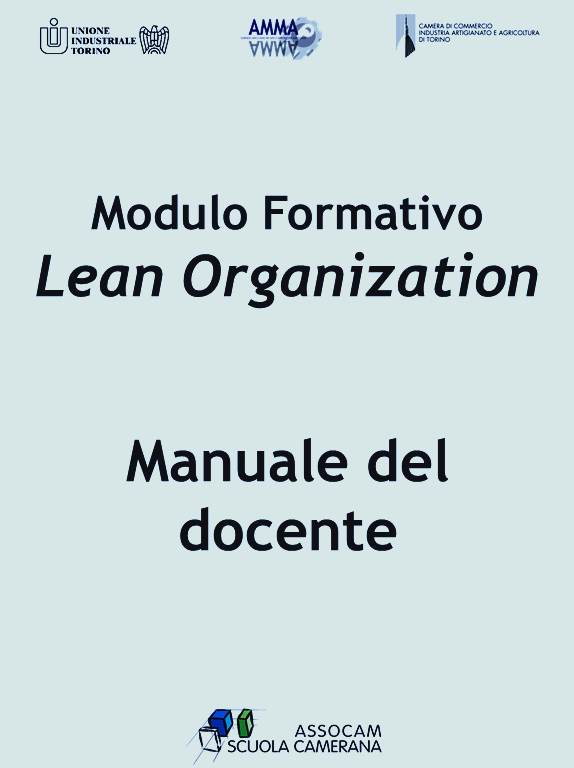 UNIONE
INDUSTRIALE
TORINO
AMMA
CAMERA DI COMMERCIO
INDUSTRIA ARTIGIANATO E AGRICOLTURA
DI TORINO
Modulo Formativo
Lean Organization
Manuale del
docente
ASSOCAM
SCUOLA CAMERANA